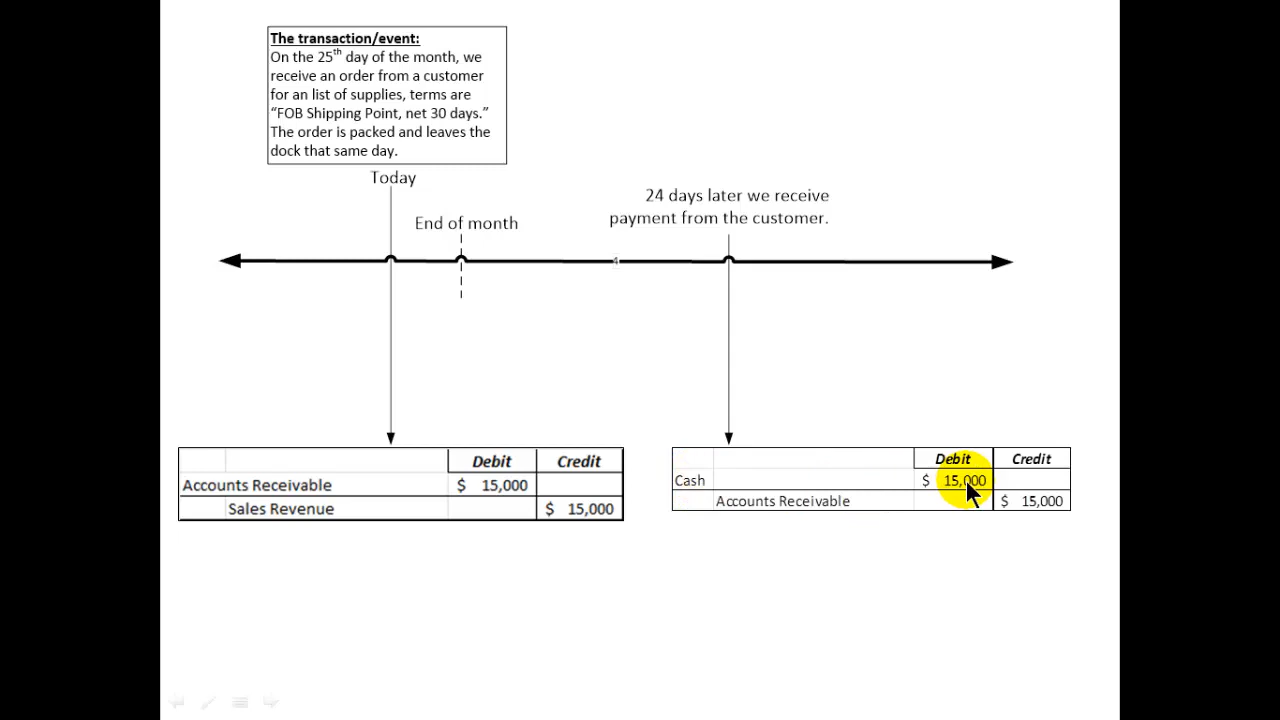 The transaction/event:
On the 25th day of the month, we
receive an order from a customer
for an list of supplies, terms are
“FOB Shipping Point, net 30 days.”
The order is packed and leaves the
dock that same day.
Today
End of month
24 days later we receive
payment from the customer.
Debit Credit
Accounts Receivable $ 15,000
Sales Revenue $ 15,000
Debit Credit
Cash $ 15,000
Accounts Receivable $ 15,000